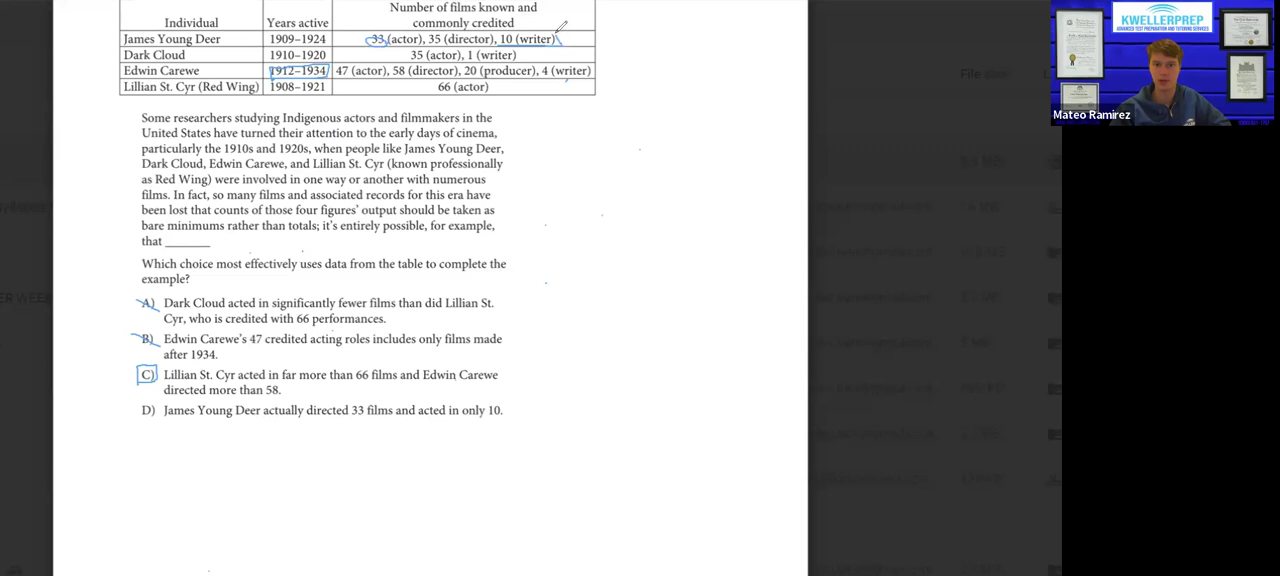 Number of films known and
Individual Years active commonly credited
James Young Deer 1909–1924 33 (actor), 35 (director), 10 (writer)
Dark Cloud 1910–1920 35 (actor), 1 (writer)
Edwin Carewe 1912–1934 47 (actor), 58 (director), 20 (producer), 4 (writer)
Lillian St. Cyr (Red Wing) 1908–1921 66 (actor)
Some researchers studying Indigenous actors and filmmakers in the
United States have turned their attention to the early days of cinema,
particularly the 1910s and 1920s, when people like James Young Deer,
Dark Cloud, Edwin Carewe, and Lillian St. Cyr (known professionally
as Red Wing) were involved in one way or another with numerous
films. In fact, so many films and associated records for this era have
been lost that counts of those four figures' output should be taken as
bare minimums rather than totals; it's entirely possible, for example,
that ______
Which choice most effectively uses data from the table to complete the
example?
A) Dark Cloud acted in significantly fewer films than did Lillian St.
Cyr, who is credited with 66 performances.
B) Edwin Carewe's 47 credited acting roles includes only films made
after 1934.
C) Lillian St. Cyr acted in far more than 66 films and Edwin Carewe
directed more than 58.
D) James Young Deer actually directed 33 films and acted in only 10.
KWELLERPREP
ADVANCED TEST PREPARATION AND TUTORING SERVICES
Mateo Ramirez
File